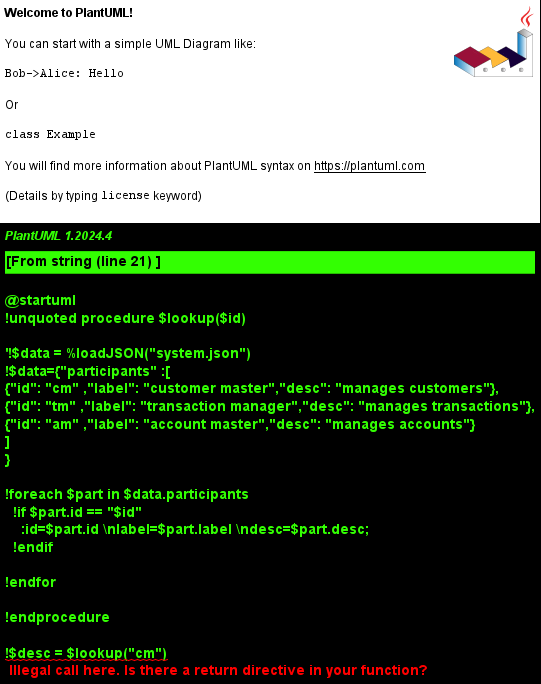 Welcome to PlantUML!
You can start with a simple UML Diagram like:
Bob->Alice: Hello
Or
class Example
You will find more information about PlantUML syntax on https://plantuml.com
(Details by typing license keyword)
PlantUML 1.2024.4
[From string (line 21) ]
@startuml
!unquoted procedure $lookup($id)
'!$data = %loadJSON("system.json")
!$data={"participants" :[
{"id": "cm" ,"label": "customer master","desc": "manages customers"},
{"id": "tm" ,"label": "transaction manager","desc": "manages transactions"},
{"id": "am" ,"label": "account master","desc": "manages accounts"}
]
}
!foreach $part in $data.participants
!if $part.id == "$id"
:id=$part.id \nlabel=$part.label \ndesc=$part.desc;
!endif
!endfor
!endprocedure
!$desc = $lookup("cm")
Illegal call here. Is there a return directive in your function?